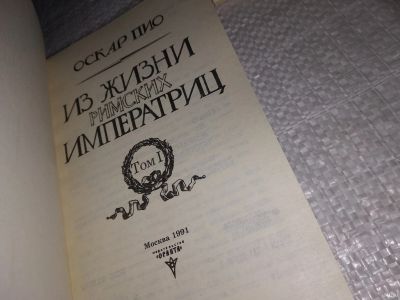 ОСКАР ПИО
ИЗ ЖИЗНИ
РИМСКИХ
ИМПЕРАТРИЦ
Том I
Москва 1991